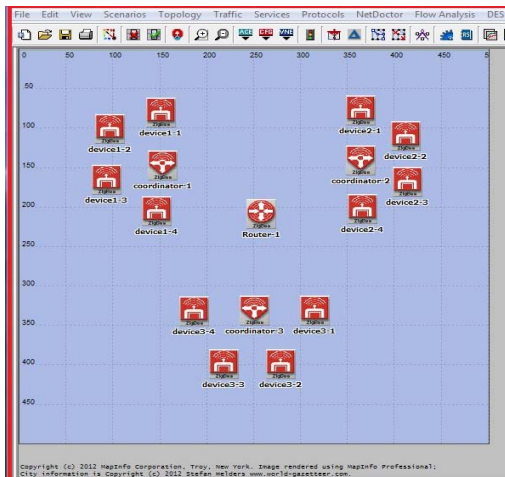 File Edit View Scenarios Topology Traffic Services Protocols NetDoctor Flow Analysis DES
ACE CFG VNE
0 50 100 150 200 250 300 350 400 450
50
100
150
200
250
300
350
400
450
device1-1
device1-2
device1-3
coordinator-1
device1-4
device2-1
device2-2
coordinator-2
device2-3
device2-4
Router-1
device3-4
coordinator-3
device3-1
device3-3
device3-2
Copyright (c) 2012 MapInfo Corporation, Troy, New York. Image rendered using MapInfo Professional;
City information is Copyright (c) 2012 Stefan Helders www.world-gazetteer.com.